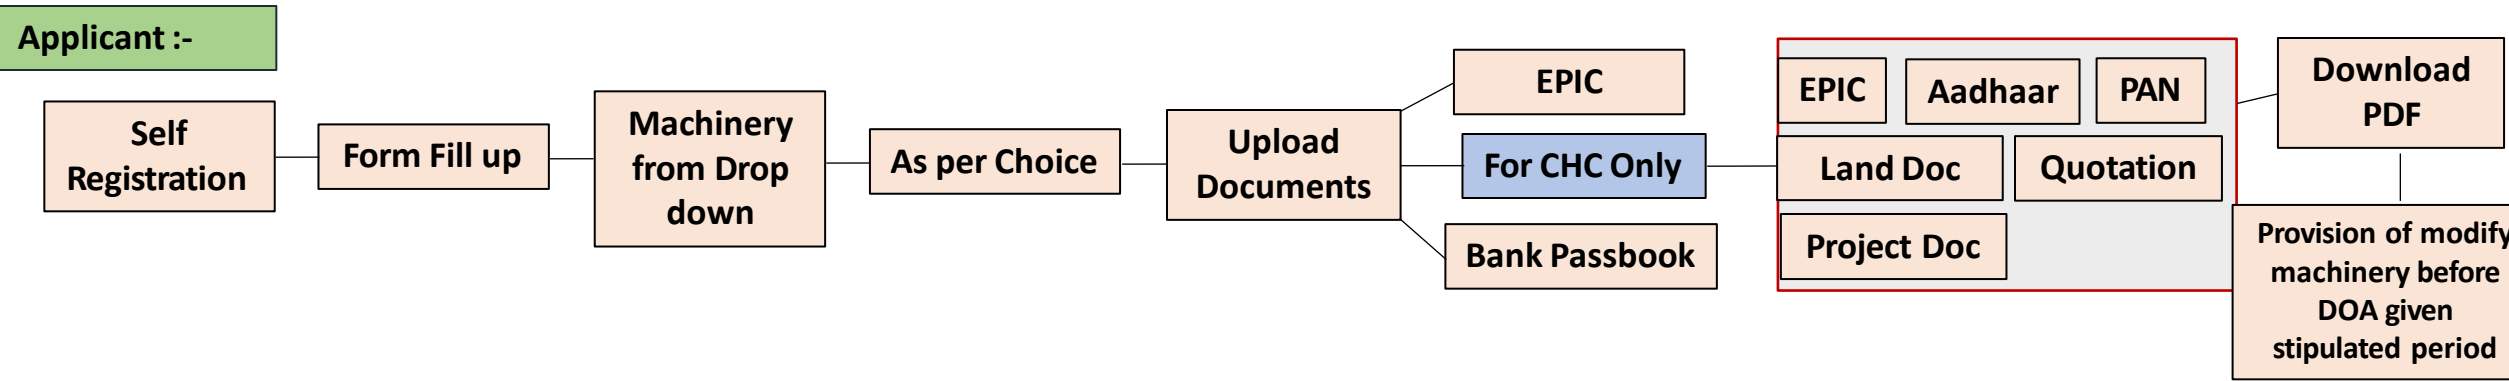 Applicant :-
Self
Registration
Form Fill up
Machinery
from Drop
down
As per Choice
Upload
Documents
EPIC
For CHC Only
Bank Passbook
EPIC
Aadhaar
PAN
Land Doc
Quotation
Project Doc
Download
PDF
Provision of modify
machinery before
DOA given
stipulated period